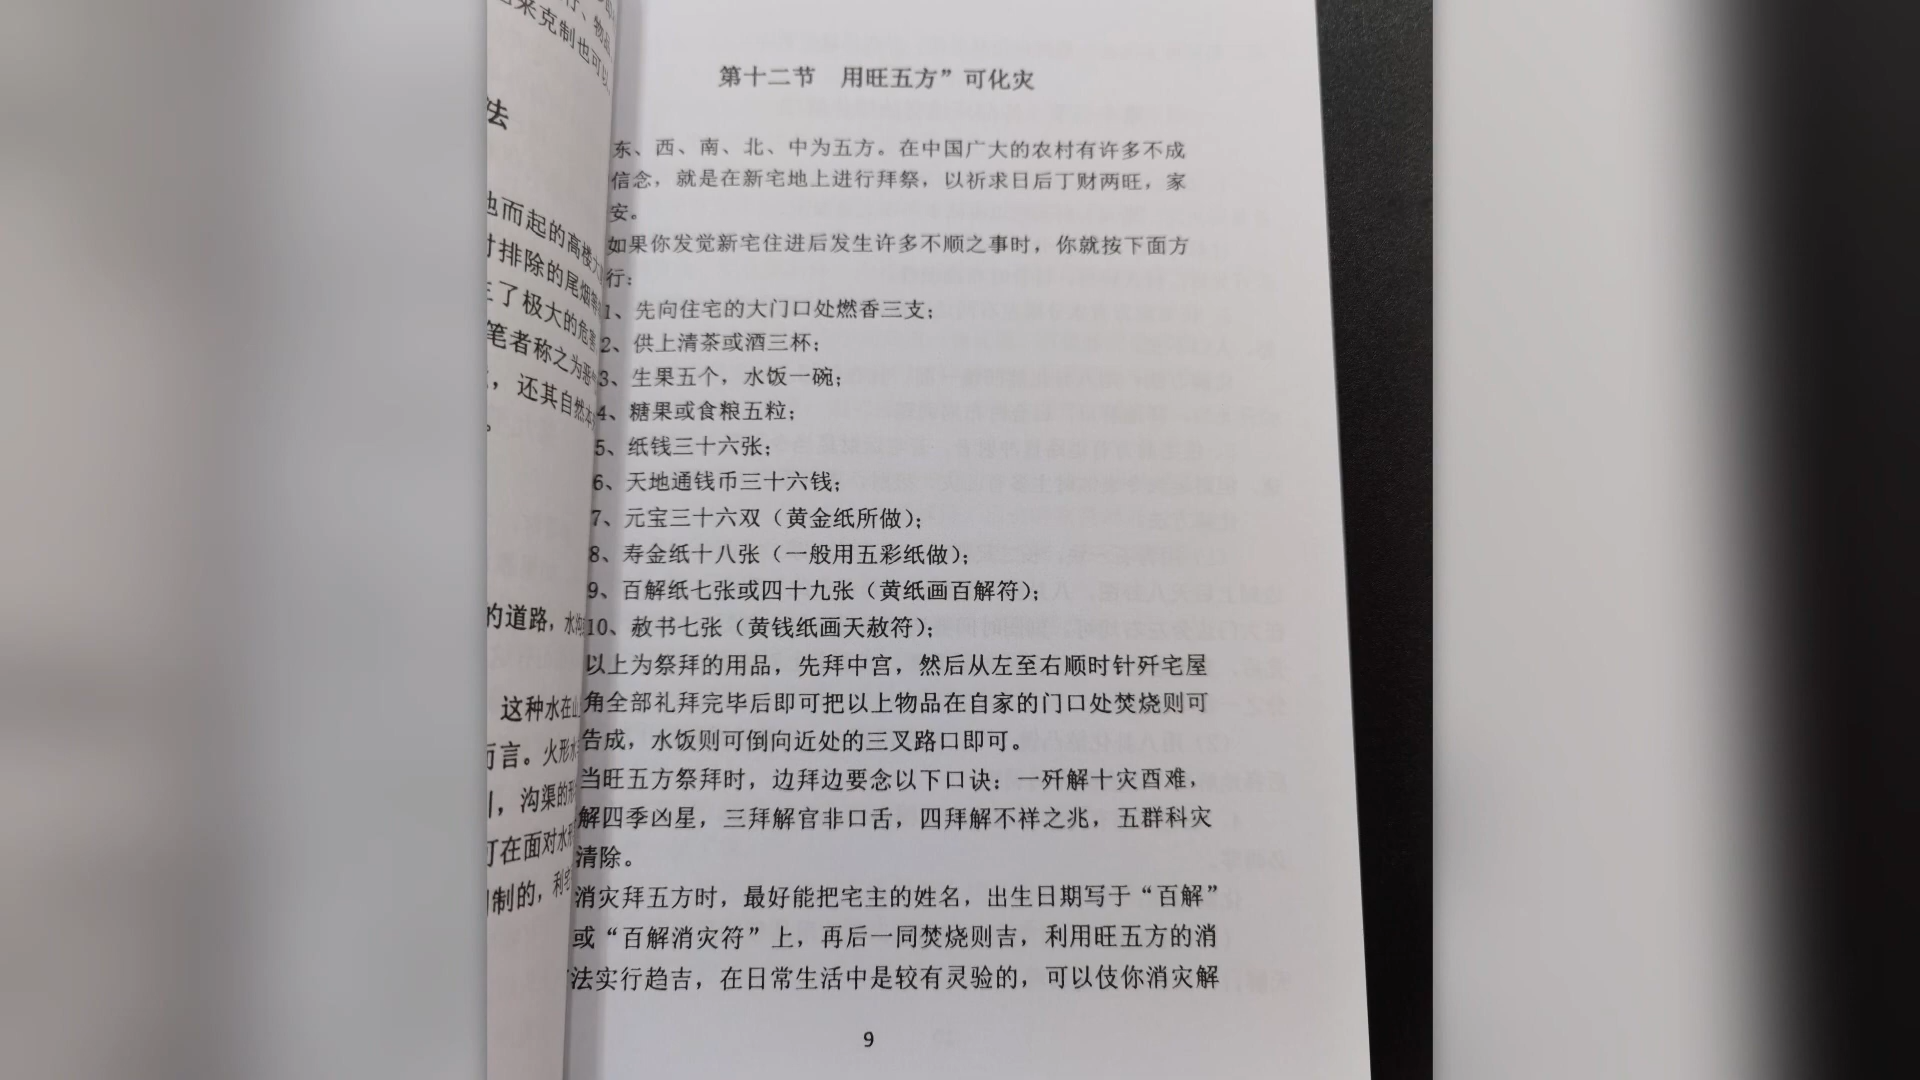 来克制也可以
法
地而起的高楼大
排除的尾烟等
了极大的危害
笔者称之为恶
，还其自然本
。
的道路，水沟
这种水在山
而言。火形水
，沟渠的形
可在面对水形
制的，利宅
第十二节　用旺五方”可化灾
东、西、南、北、中为五方。在中国广大的农村有许多不成
信念，就是在新宅地上进行拜祭，以祈求日后丁财两旺，家
安。
如果你发觉新宅住进后发生许多不顺之事时，你就按下面方
行：
1、先向住宅的大门口处燃香三支；
2、供上清茶或酒三杯；
3、生果五个，水饭一碗；
4、糖果或食粮五粒；
5、纸钱三十六张；
6、天地通钱币三十六钱；
7、元宝三十六双（黄金纸所做）；
8、寿金纸十八张（一般用五彩纸做）；
9、百解纸七张或四十九张（黄纸画百解符）；
10、赦书七张（黄钱纸画天赦符）；
以上为祭拜的用品，先拜中宫，然后从左至右顺时针歼宅屋
角全部礼拜完毕后即可把以上物品在自家的门口处焚烧则可
告成，水饭则可倒向近处的三叉路口即可。
当旺五方祭拜时，边拜边要念以下口诀：一歼解十灾酉难，
解四季凶星，三拜解官非口舌，四拜解不祥之兆，五群科灾
清除。
消灾拜五方时，最好能把宅主的姓名，出生日期写于“百解”
或“百解消灾符”上，再后一同焚烧则吉，利用旺五方的消
法实行趋吉，在日常生活中是较有灵验的，可以伎你消灾解
9